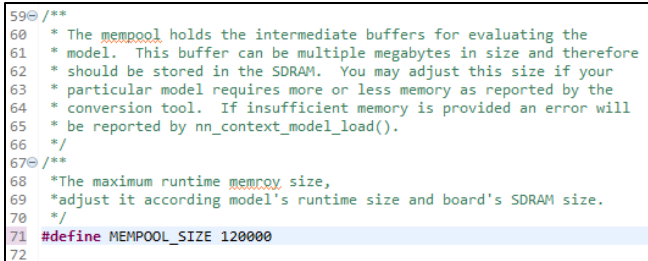 59 /**
60 * The mempool holds the intermediate buffers for evaluating the
61 * model. This buffer can be multiple megabytes in size and therefore
62 * should be stored in the SDRAM. You may adjust this size if your
63 * particular model requires more or less memory as reported by the
64 * conversion tool. If insufficient memory is provided an error will
65 * be reported by nn_context_model_load().
66 */
67 /**
68 *The maximum runtime memroy size,
69 *adjust it according model's runtime size and board's SDRAM size.
70 */
71 #define MEMPOOL_SIZE 120000
72